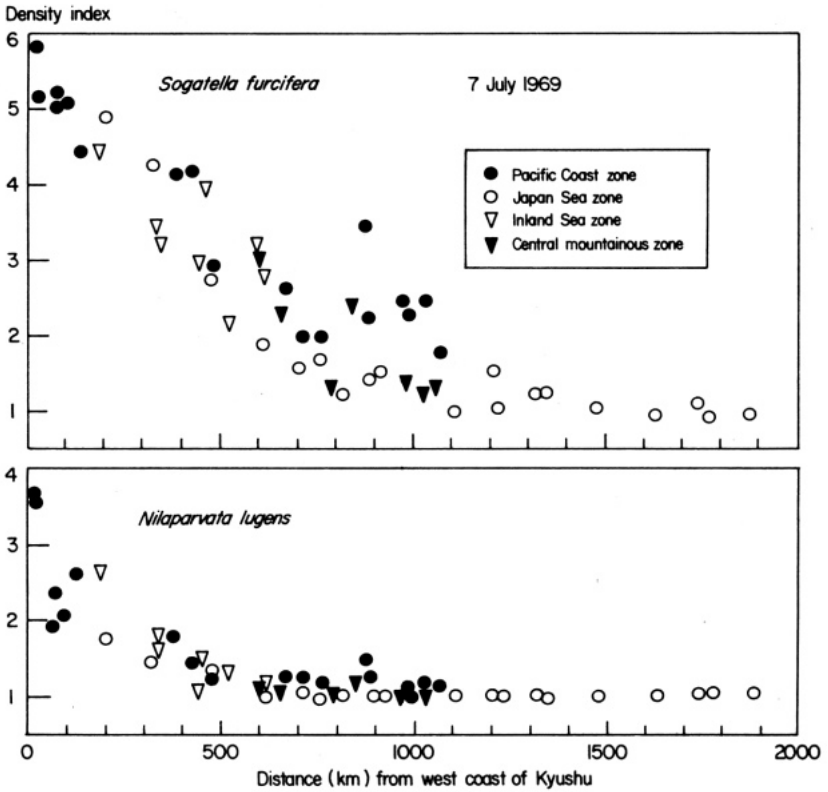 Density index
6
Sogatella furcifera 7 July 1969
5
Pacific Coast zone
Japan Sea zone
Inland Sea zone
Central mountainous zone
4
3
2
1
4
Nilaparvata lugens
3
2
1
0 500 1000 1500 2000
Distance (km) from west coast of Kyushu